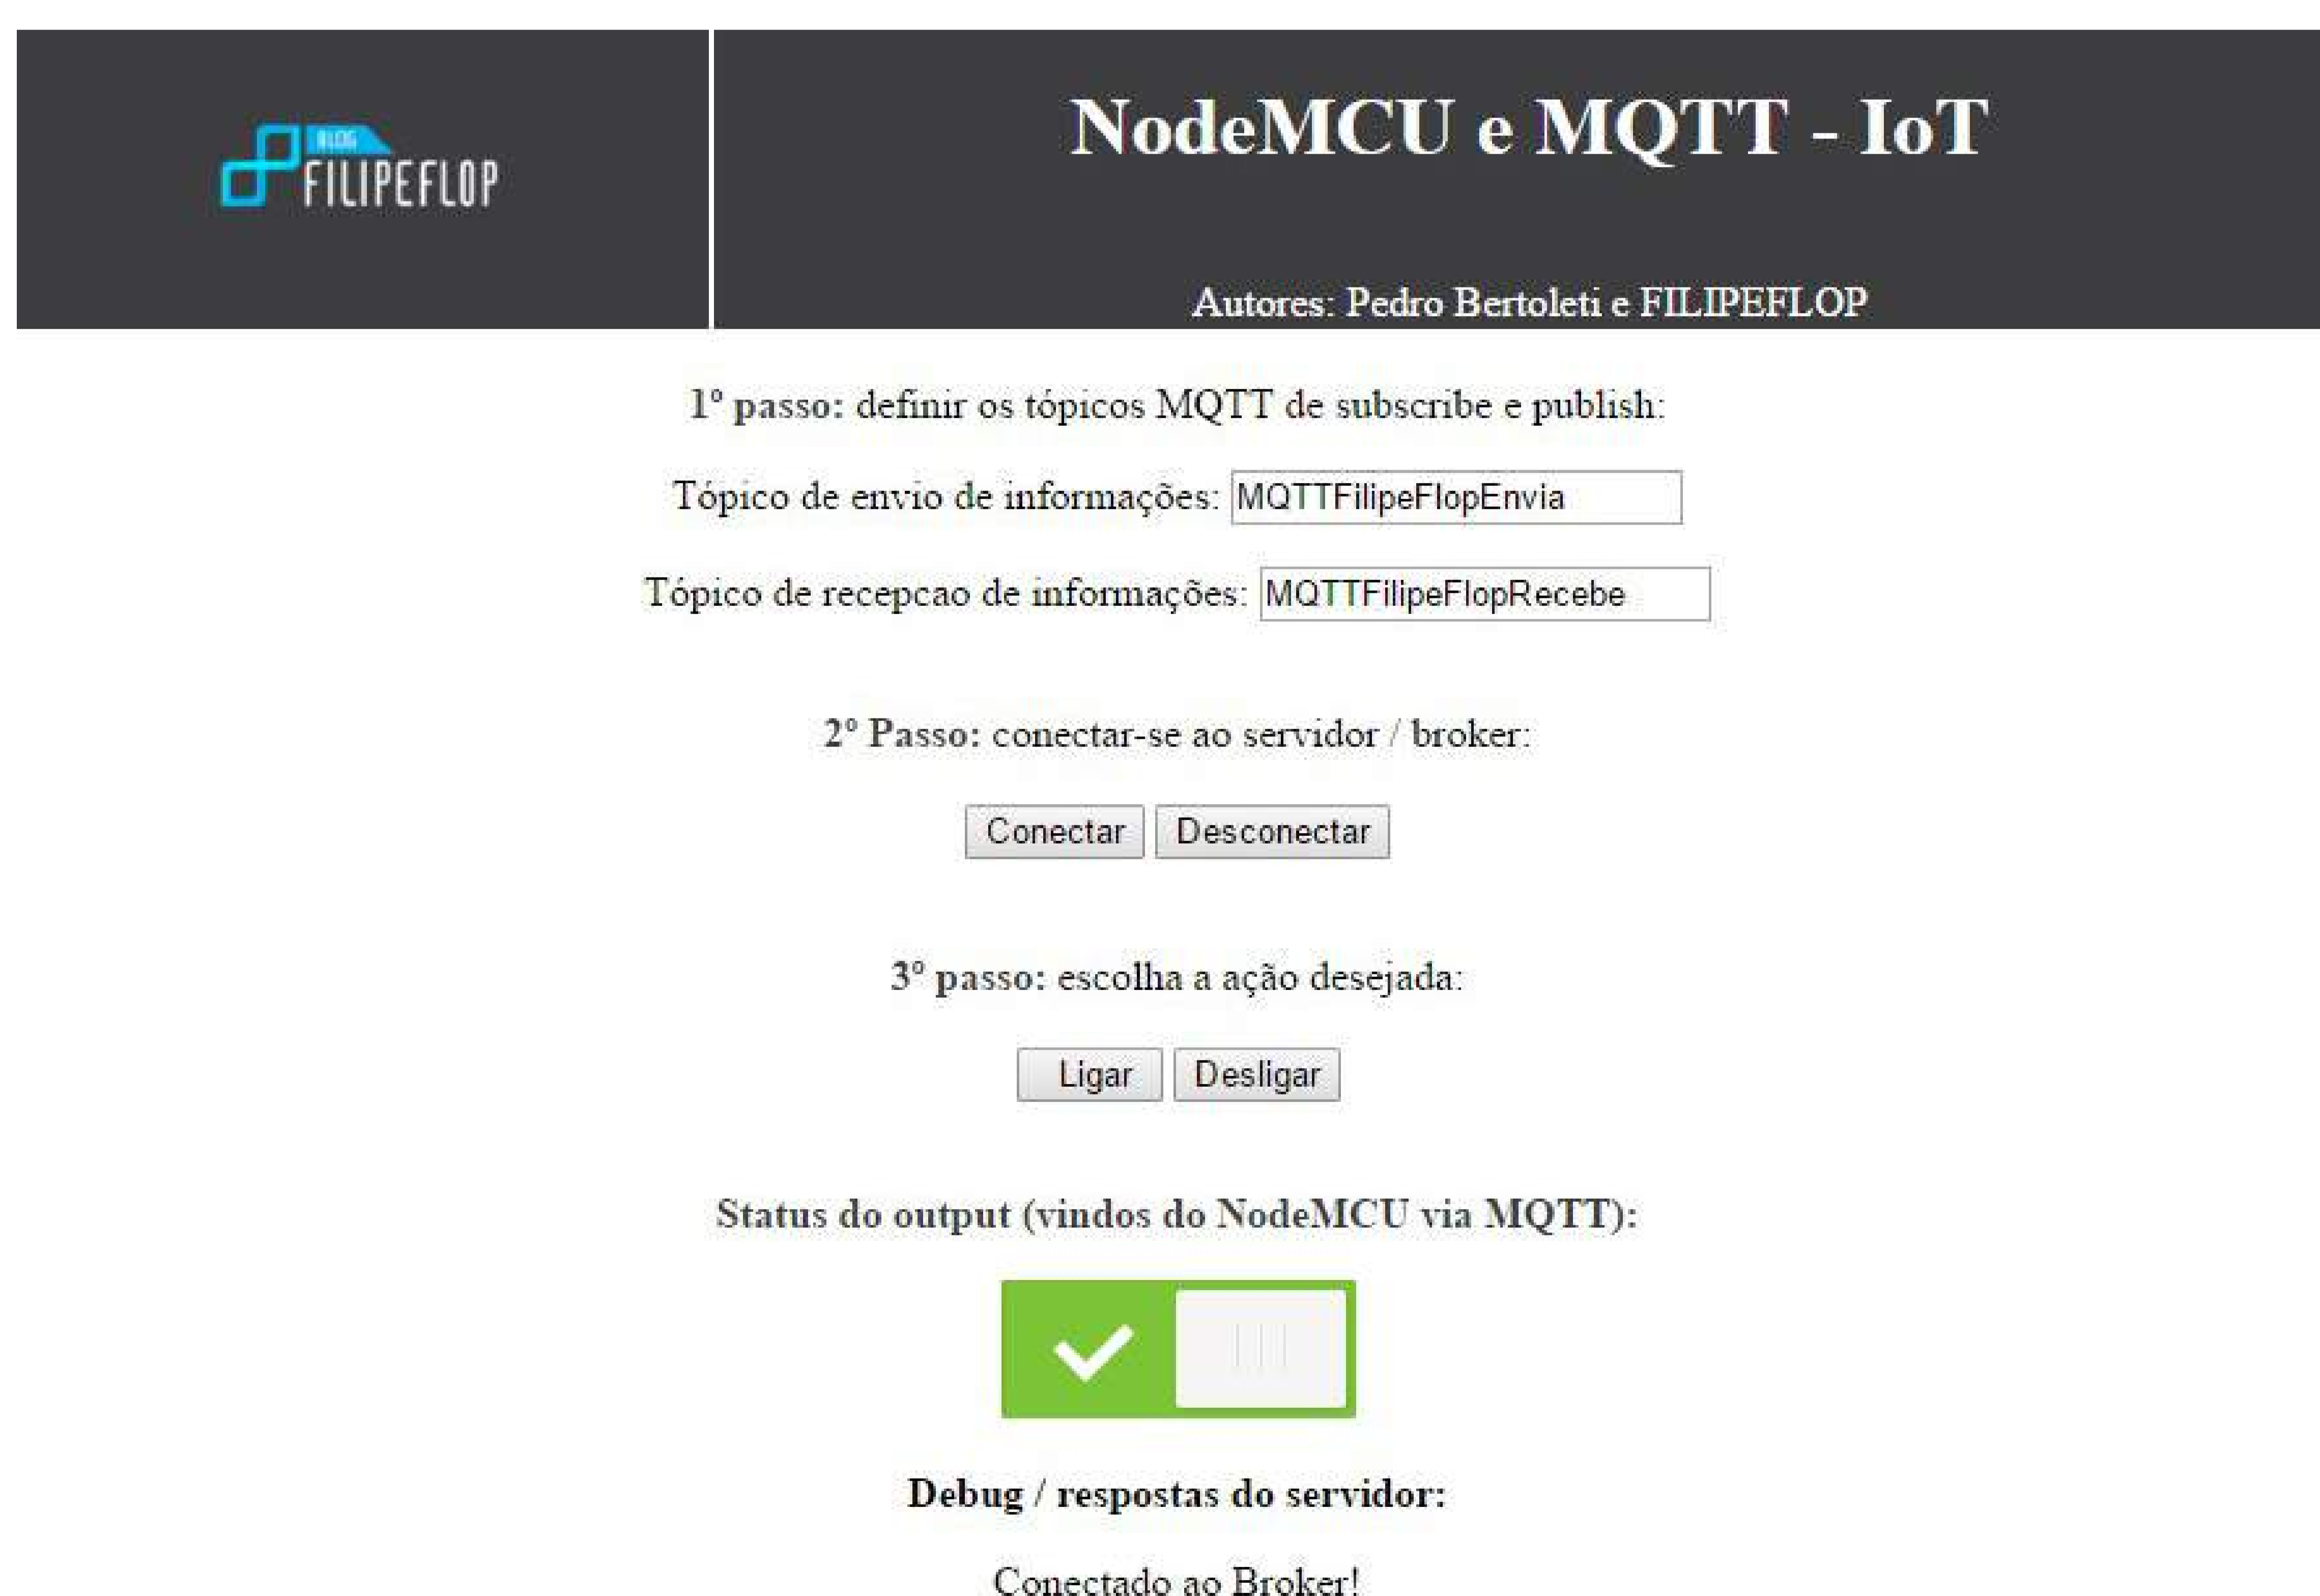 BLOG
FILIPEFLOP
NodeMCU e MQTT - IoT
Autores: Pedro Bertoleti e FILIPEFLOP
1º passo: definir os tópicos MQTT de subscribe e publish:
Tópico de envio de informações: MQTTFilipeFlopEnvia
Tópico de recepcao de informações: MQTTFilipeFlopRecebe
2º Passo: conectar-se ao servidor / broker:
Conectar Desconectar
3º passo: escolha a ação desejada:
Ligar Desligar
Status do output (vindos do NodeMCU via MQTT):
Debug / respostas do servidor:
Conectado ao Broker!